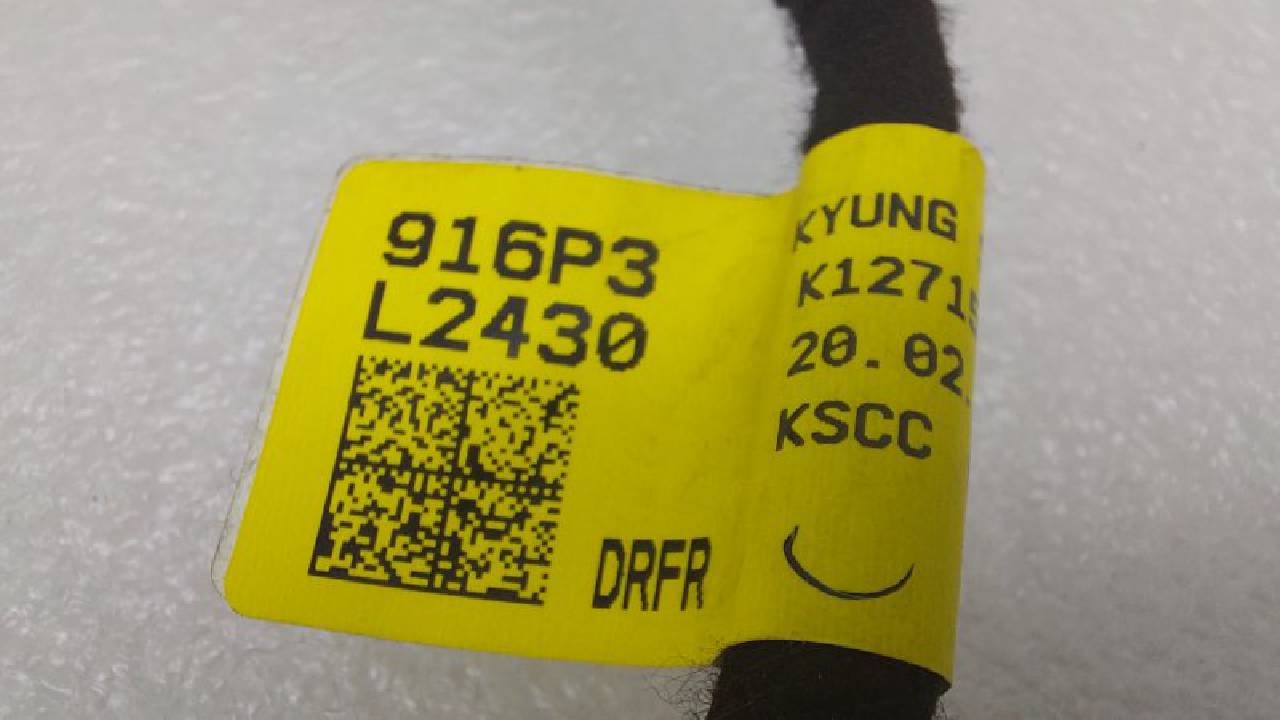 916P3
L2430
DRFR
KYUNG
K1271
20.02.
KSCC